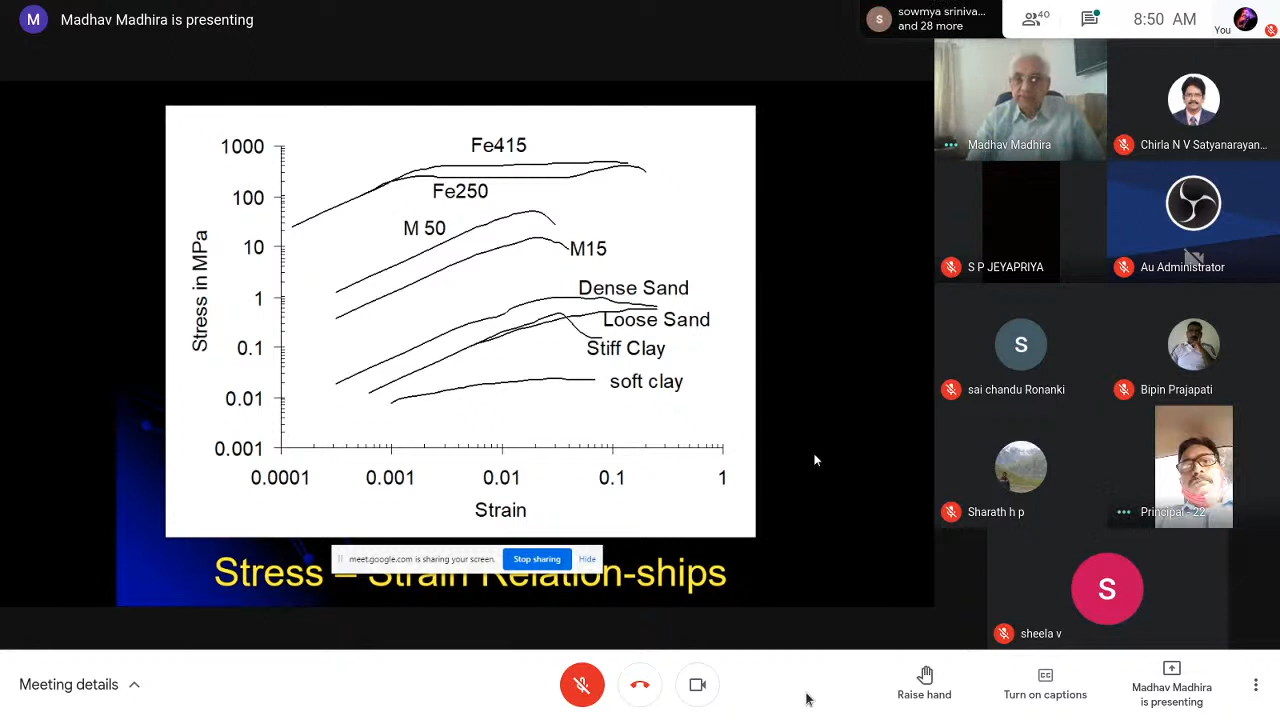 M
Madhav Madhira is presenting
S
sowmya sriniva...
and 28 more
40
8:50 AM
You
1000
100
10
1
0.1
0.01
0.001
Stress in MPa
Fe415
Fe250
M 50
M15
Dense Sand
Loose Sand
Stiff Clay
soft clay
0.0001
0.001
0.01
0.1
1
Strain
meet.google.com is sharing your screen.
Stop sharing
Hide
Stress – Strain Relation-ships
Madhav Madhira
Chirla N V Satyanarayan...
S P JEYAPRIYA
Au Administrator
S
sai chandu Ronanki
Bipin Prajapati
Sharath h p
Principal - 22
S
sheela v
Meeting details
Raise hand
Turn on captions
Madhav Madhira
is presenting